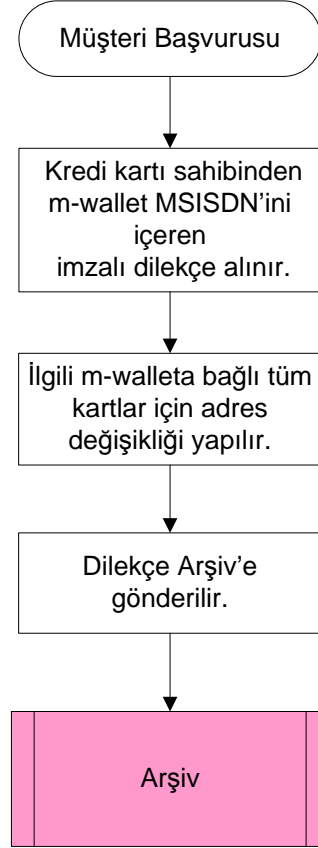 Müşteri Başvurusu
Kredi kartı sahibinden
m-wallet MSISDN’ini
içeren
imzalı dilekçe alınır.
İlgili m-walleta bağlı tüm
kartlar için adres
değişikliği yapılır.
Dilekçe Arşiv’e
gönderilir.
Arşiv